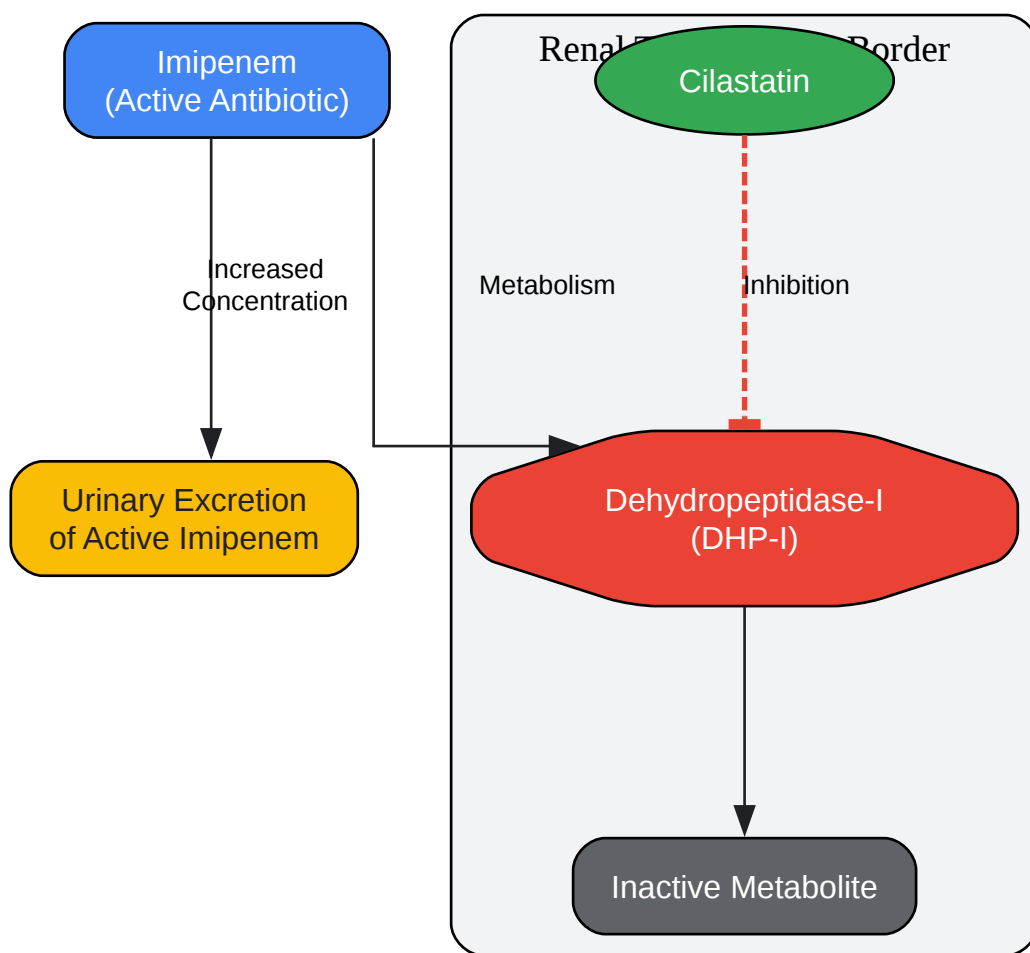 Imipenem
(Active Antibiotic)
Renal Border
Cilastatin
Increased
Concentration
Metabolism
Inhibition
Urinary Excretion
of Active Imipenem
Dehydropeptidase-I
(DHP-I)
Inactive Metabolite